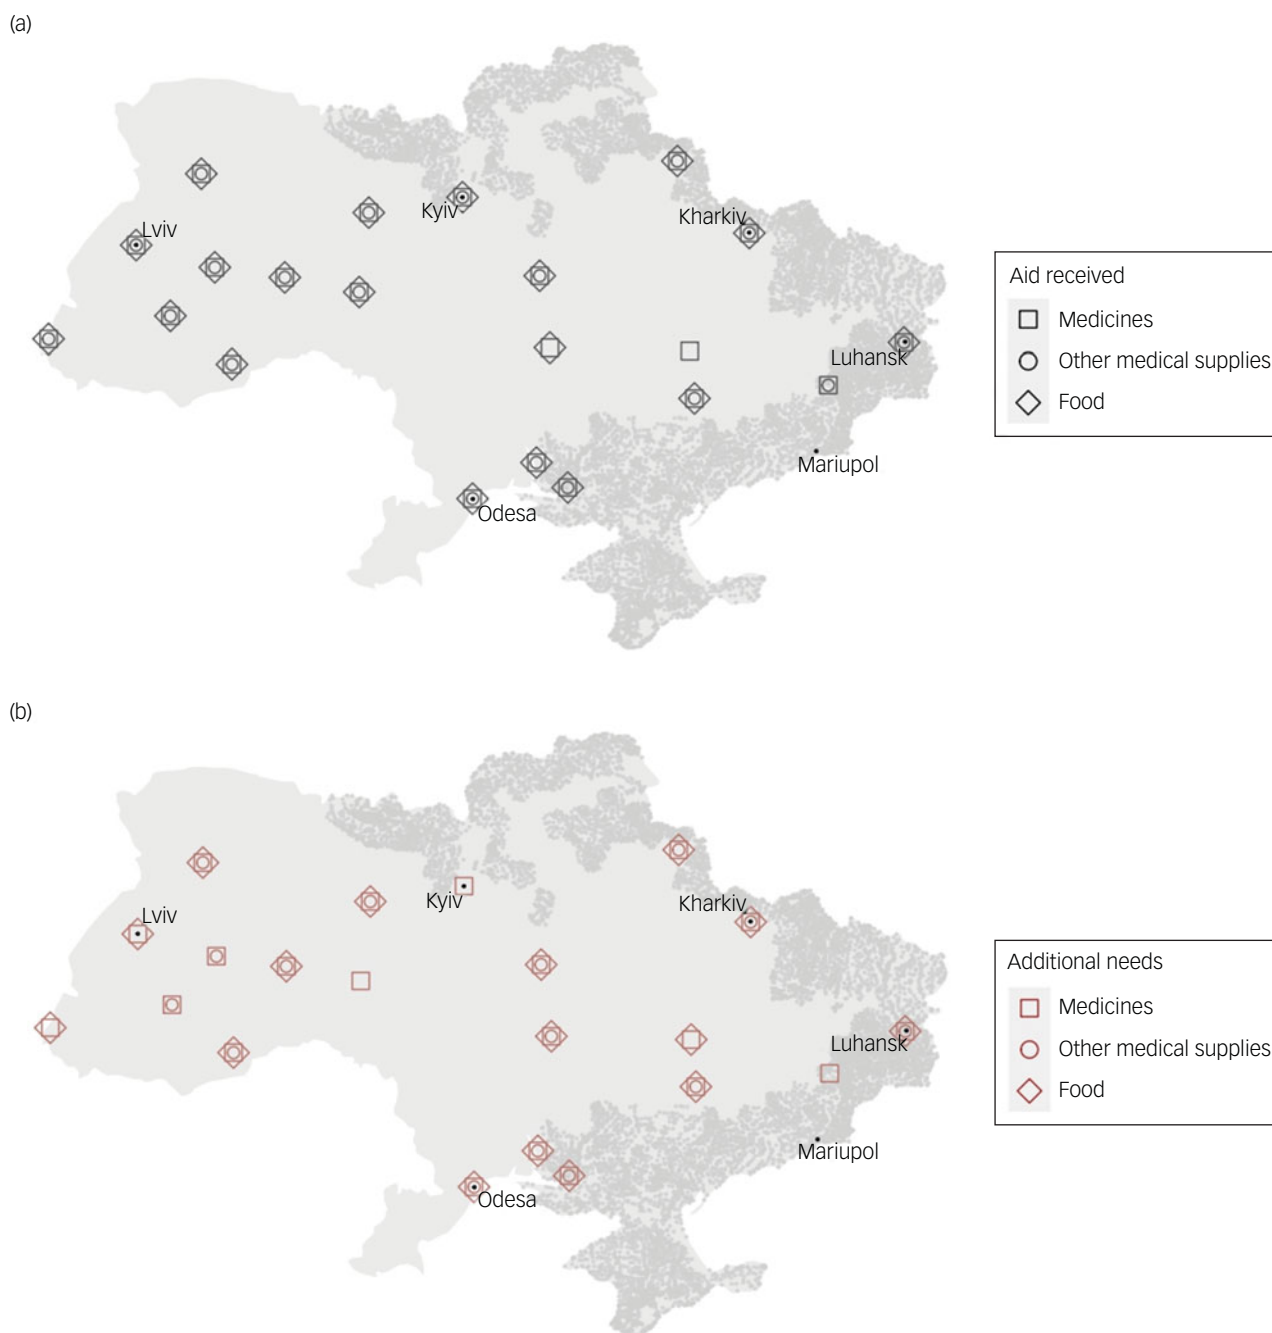 (a)
Lviv
Kyiv
Kharkiv
Luhansk
Mariupol
Odesa
Aid received
Medicines
Other medical supplies
Food
(b)
Lviv
Kyiv
Kharkiv
Luhansk
Mariupol
Odesa
Additional needs
Medicines
Other medical supplies
Food